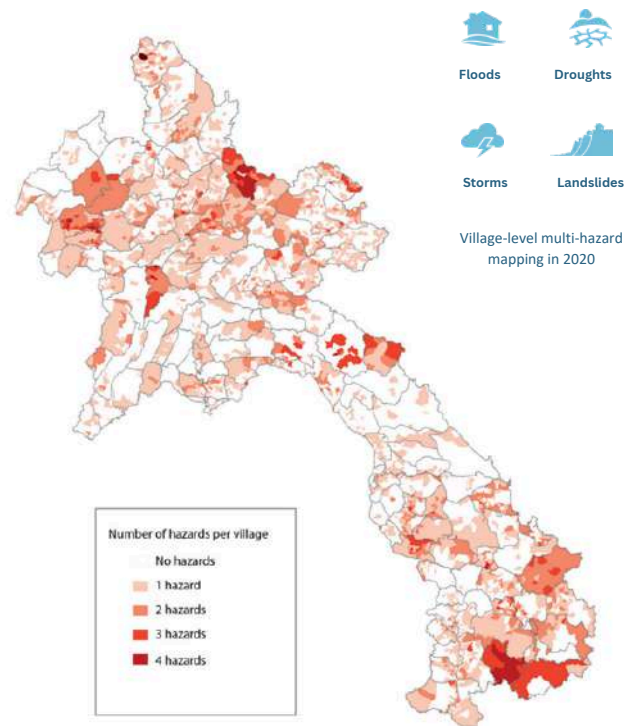 Floods
Droughts
Storms
Landslides
Village-level multi-hazard
mapping in 2020
Number of hazards per village
No hazards
1 hazard
2 hazards
3 hazards
4 hazards